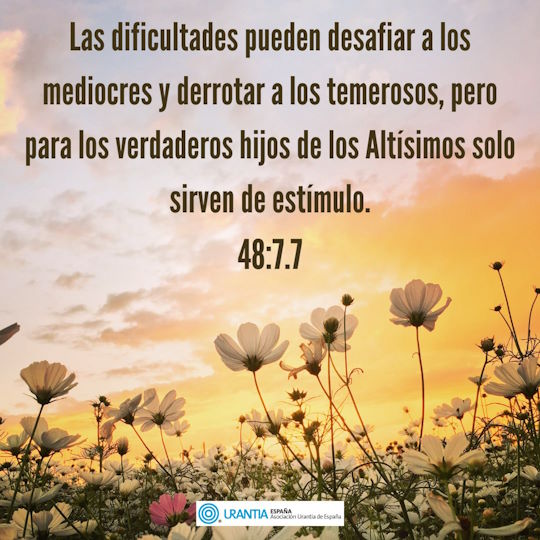 Las dificultades pueden desafiar a los
mediocres y derrotar a los temerosos, pero
para los verdaderos hijos de los Altísimos solo
sirven de estímulo.
48:7.7
URANTIA ESPAÑA
Asociación Urantia de España